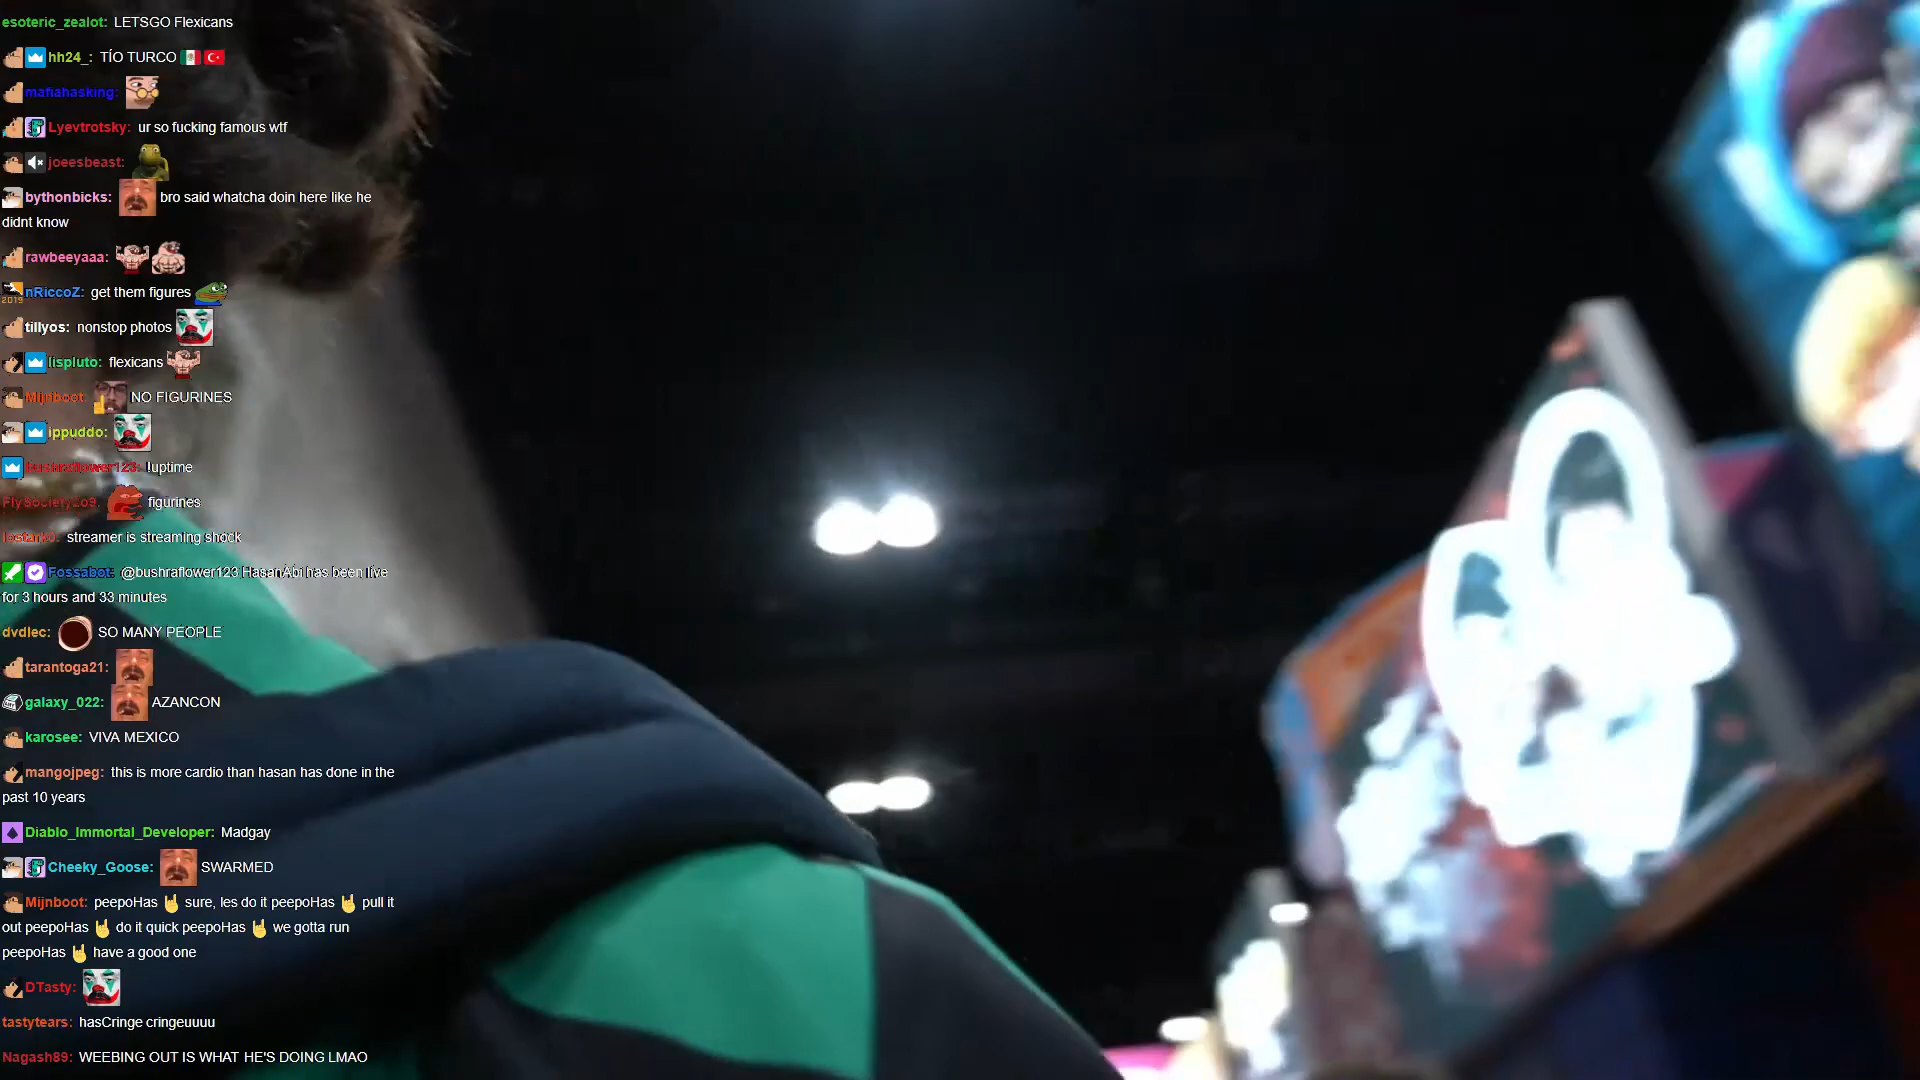 esoteric_zealot: LETSGO Flexicans
hh24_: TÍO TURCO
mafiahasking:
Lyevtrotsky: ur so fucking famous wtf
joeesbeast:
bythonbicks: bro said whatcha doin here like he
didnt know
rawbeeyaaa:
2019 nRiccoZ: get them figures
tillyos: nonstop photos
lispluto: flexicans
Mijnboot: NO FIGURINES
ippuddo:
bushraflower123: !uptime
figurines
streamer is streaming shock
Fossabot: @bushraflower123 HasanAbi has been live
for 3 hours and 33 minutes
dvdlec: SO MANY PEOPLE
tarantoga21:
galaxy_022: AZANCON
karosee: VIVA MEXICO
mangojpeg: this is more cardio than hasan has done in the
past 10 years
Diablo_Immortal_Developer: Madgay
Cheeky_Goose: SWARMED
Mijnboot: peepoHas 🤘 sure, les do it peepoHas 🤘 pull it
out peepoHas 🤘 do it quick peepoHas 🤘 we gotta run
peepoHas 🤘 have a good one
DTasty:
tastytears: hasCringe cringeuuuu
Nagash89: WEEBING OUT IS WHAT HE'S DOING LMAO